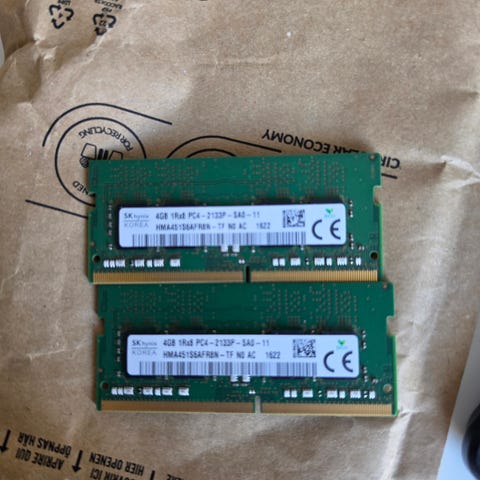 FOR RECYCLING
CIRCULAR ECONOMY
SK hynix
KOREA
4GB 1Rx8 PC4-2133P-SA0-11
HMA451S6AFR8N-TF N0 AC 1622
CE
SK hynix
KOREA
4GB 1Rx8 PC4-2133P-SA0-11
HMA451S6AFR8N-TF N0 AC 1622
CE
ÖPPNAS HÄR
APRIRE QUI
HIER OPENEN